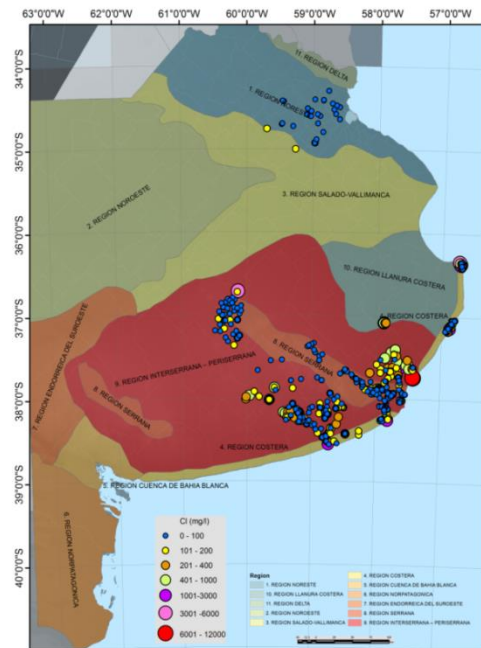 63°0'0"S 62°0'0"W 61°0'0"W 60°0'0"W 59°0'0"W 58°0'0"W 57°0'0"W
34°0'0"S
35°0'0"S
36°0'0"S
37°0'0"S
38°0'0"S
39°0'0"S
40°0'0"S
11. REGION DELTA
1. REGION NORES
2. REGION NOROESTE
3. REGION SALADO-VALLIMANCA
10. REGION LLANURA COSTERA
4. REGION COSTERA
8. REGION SERRANA
9. REGION INTERSERRANA – PERISERRANA
8. REGION SERRANA
7. REGION ENDORREICA DEL SUROESTE
4. REGION COSTERA
5. REGION CUENCA DE BAHIA BLANCA
6. REGION NORPATAGONICA
Cl (mg/l)
0 - 100
101 - 200
201 - 400
401 - 1000
1001-3000
3001 -6000
6001 - 12000
Region
1. REGION NOROESTE
10. REGION LLANURA COSTERA
11. REGION DELTA
2. REGION NOROESTE
3. REGION SALADO-VALLIMANCA
4. REGION COSTERA
5. REGION CUENCA DE BAHIA BLANCA
6. REGION NORPATAGONICA
7. REGION ENDORREICA DEL SUROESTE
8. REGION SERRANA
9. REGION INTERSERRANA – PERISERRANA